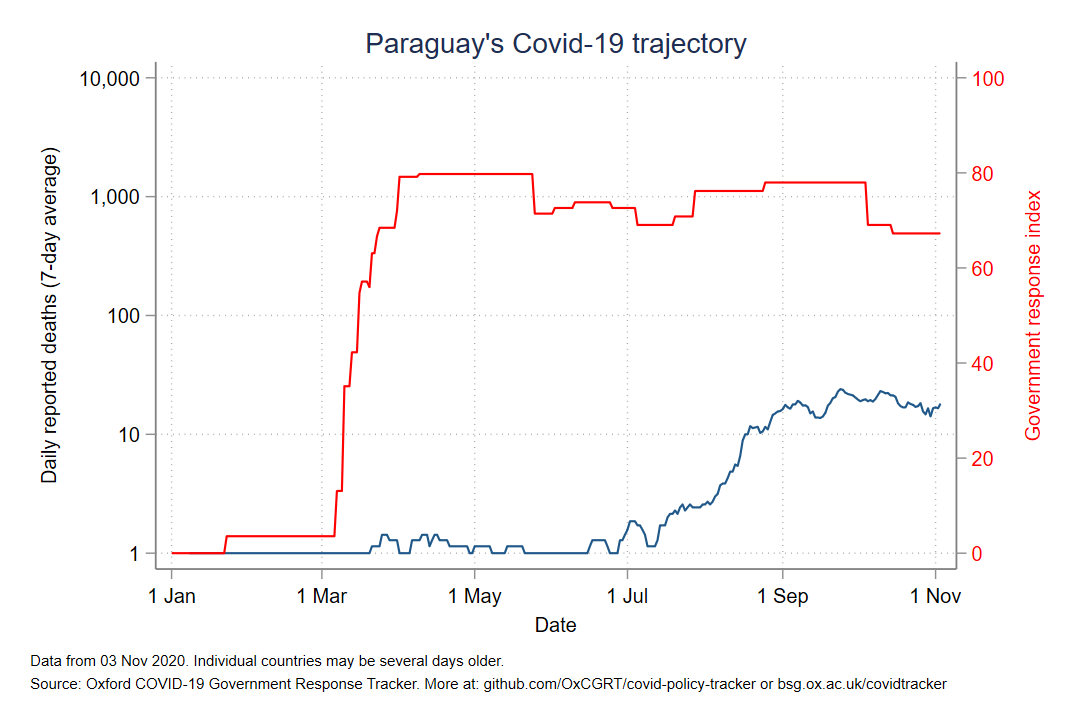 Paraguay's Covid-19 trajectory
Daily reported deaths (7-day average)
10,000
1,000
100
10
1
100
80
60
40
20
0
Government response index
1 Jan
1 Mar
1 May
1 Jul
1 Sep
1 Nov
Date
Data from 03 Nov 2020. Individual countries may be several days older.
Source: Oxford COVID-19 Government Response Tracker. More at: github.com/OxCGRT/covid-policy-tracker or bsg.ox.ac.uk/covidtracker